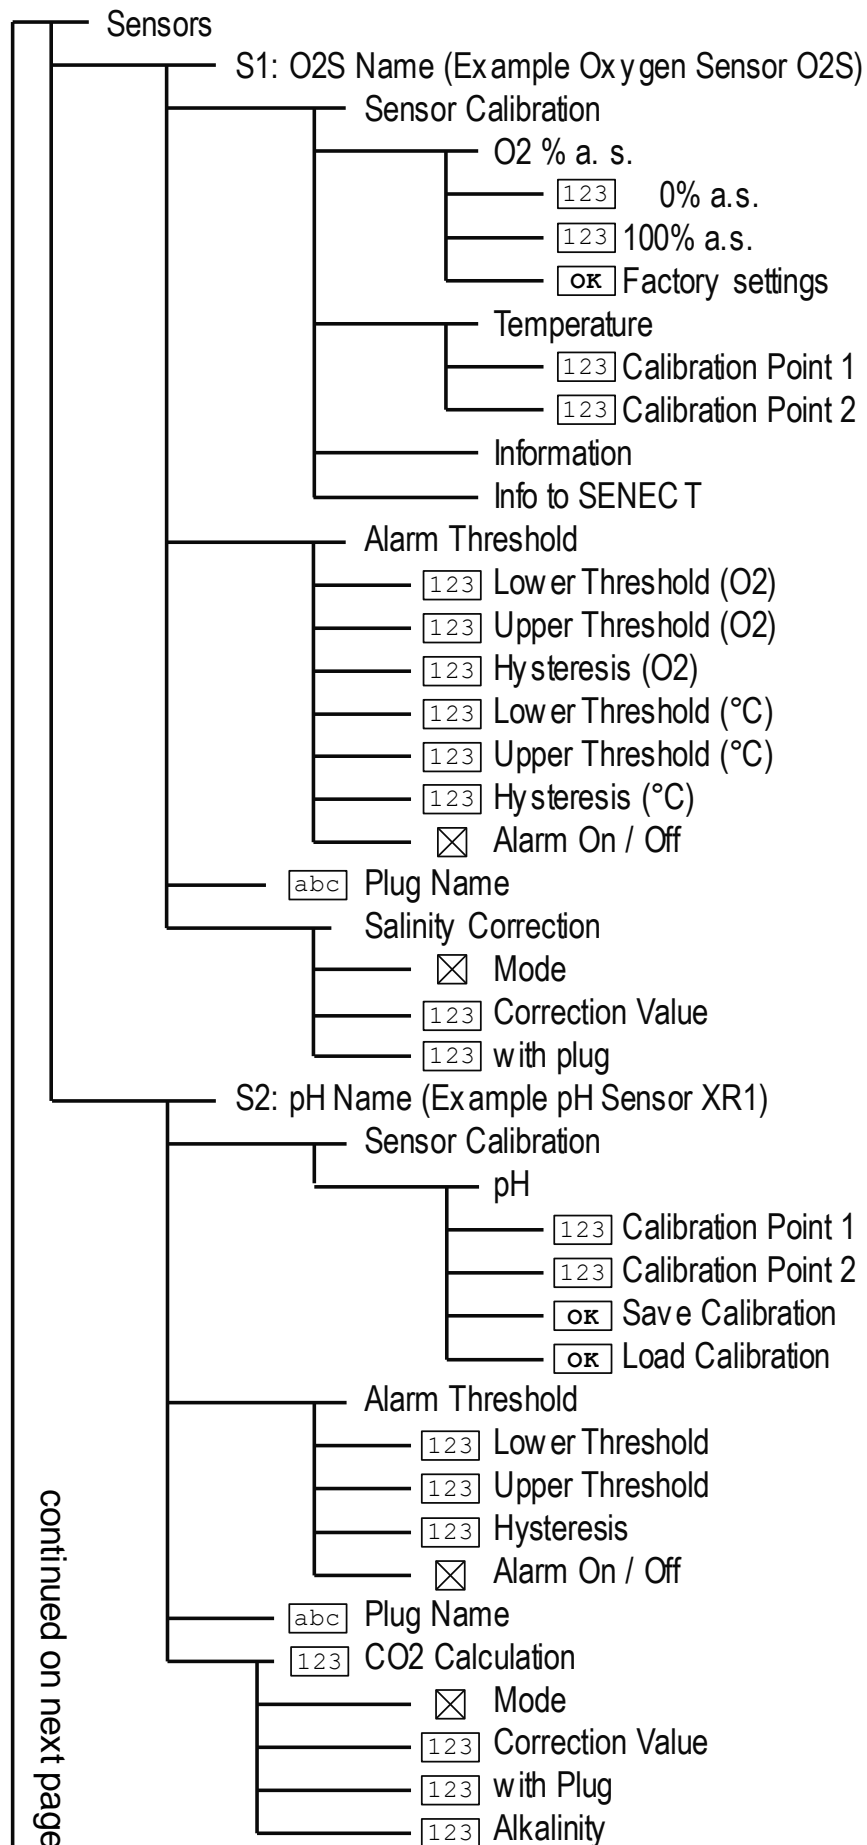 Sensors
S1: O2S Name (Example Oxygen Sensor O2S)
Sensor Calibration
O2 % a. s.
123 0% a.s.
123 100% a.s.
OK Factory settings
Temperature
123 Calibration Point 1
123 Calibration Point 2
Information
Info to SENECT
Alarm Threshold
123 Lower Threshold (O2)
123 Upper Threshold (O2)
123 Hysteresis (O2)
123 Lower Threshold (°C)
123 Upper Threshold (°C)
123 Hysteresis (°C)
Alarm On / Off
abc Plug Name
Salinity Correction
Mode
123 Correction Value
123 with plug
S2: pH Name (Example pH Sensor XR1)
Sensor Calibration
pH
123 Calibration Point 1
123 Calibration Point 2
OK Save Calibration
OK Load Calibration
Alarm Threshold
123 Lower Threshold
123 Upper Threshold
123 Hysteresis
Alarm On / Off
abc Plug Name
123 CO2 Calculation
Mode
123 Correction Value
123 with Plug
123 Alkalinity
continued on next page